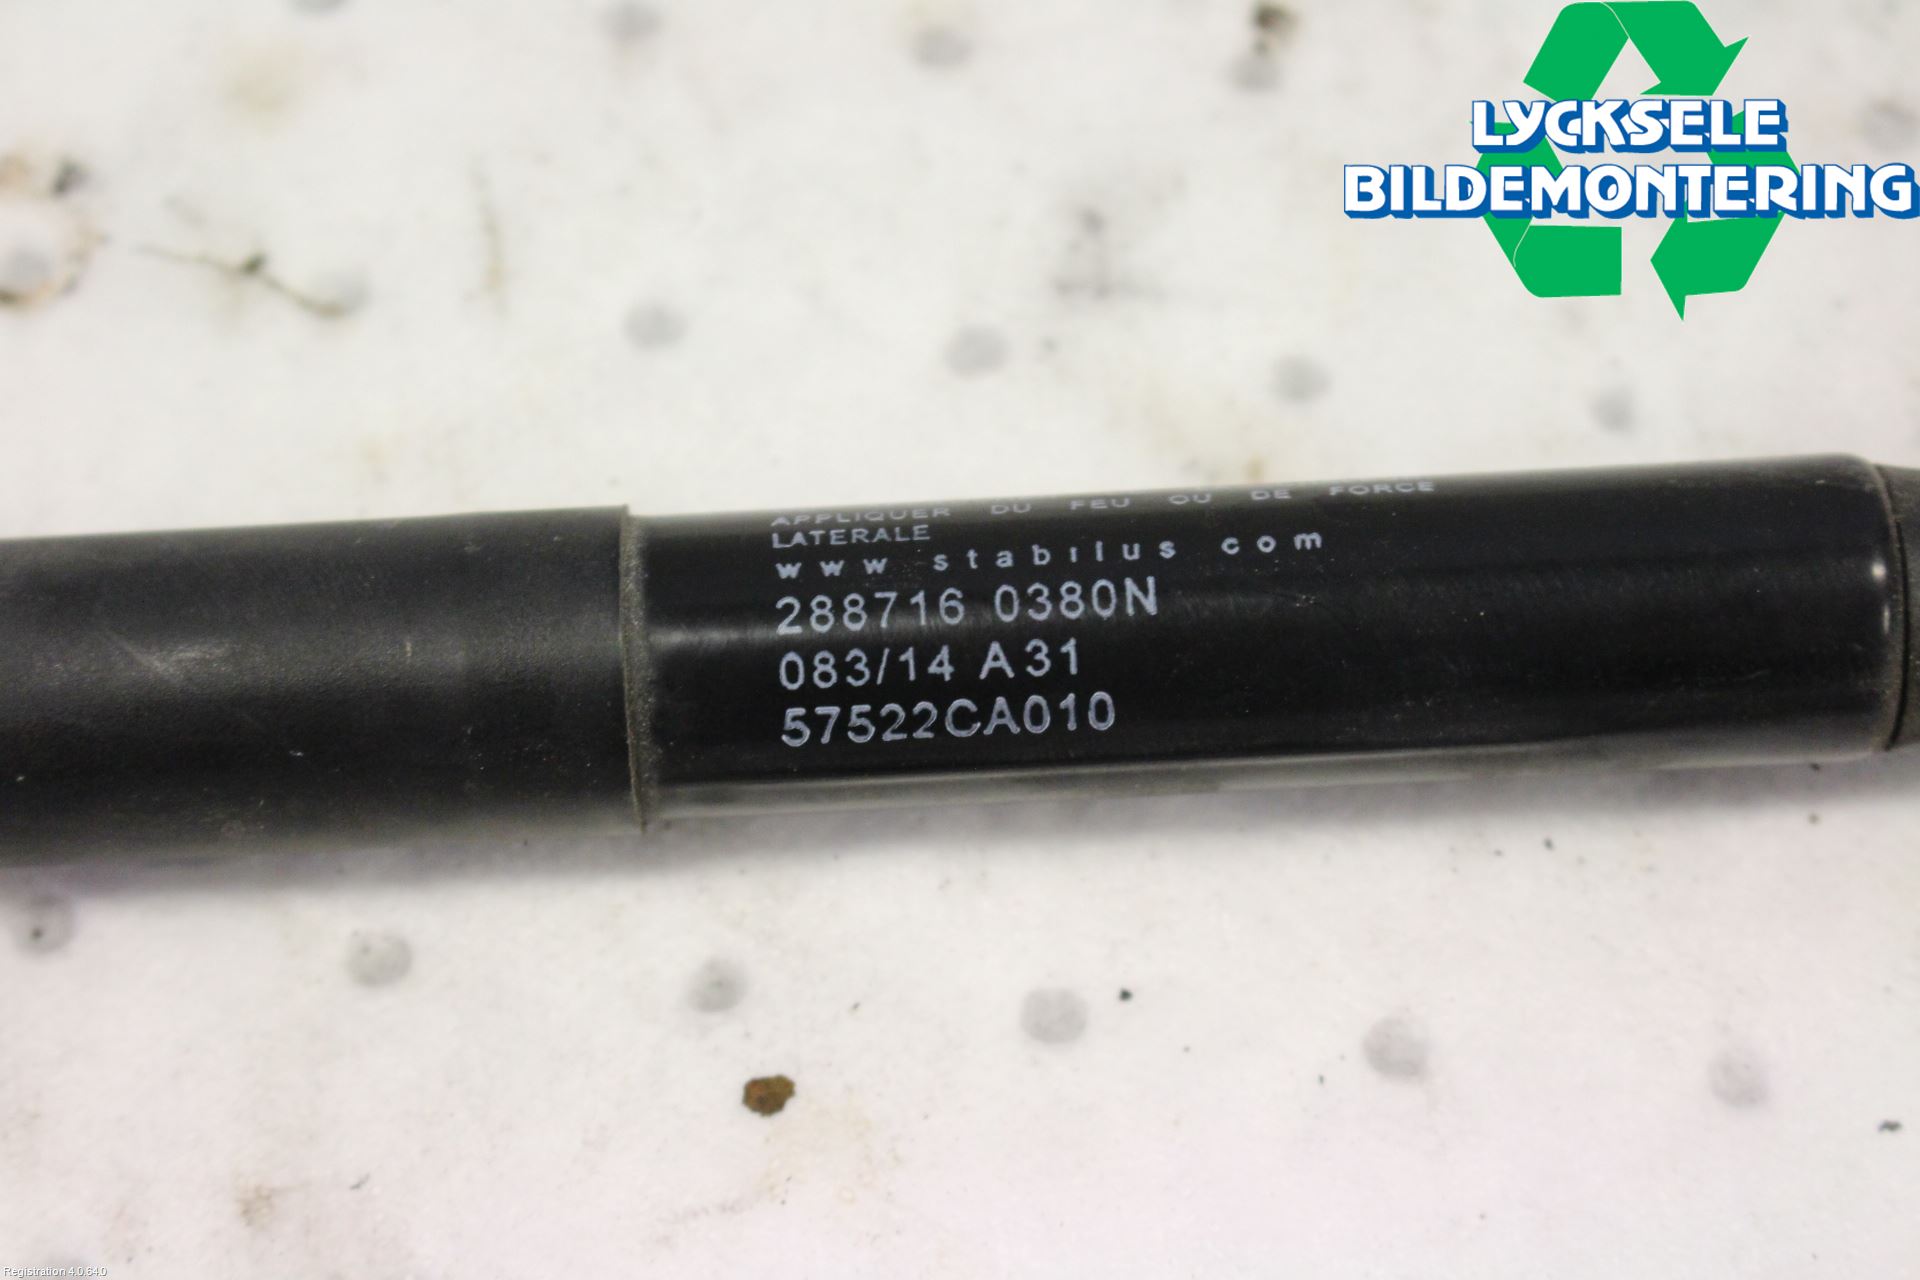 LYCKSELE
BILDEMONTERING
APPLIQUER DU FEU OU DE FORCE
LATERALE
www stabilus com
288716 0380N
083/14 A31
57522CA010
Registration 4.0.64.0